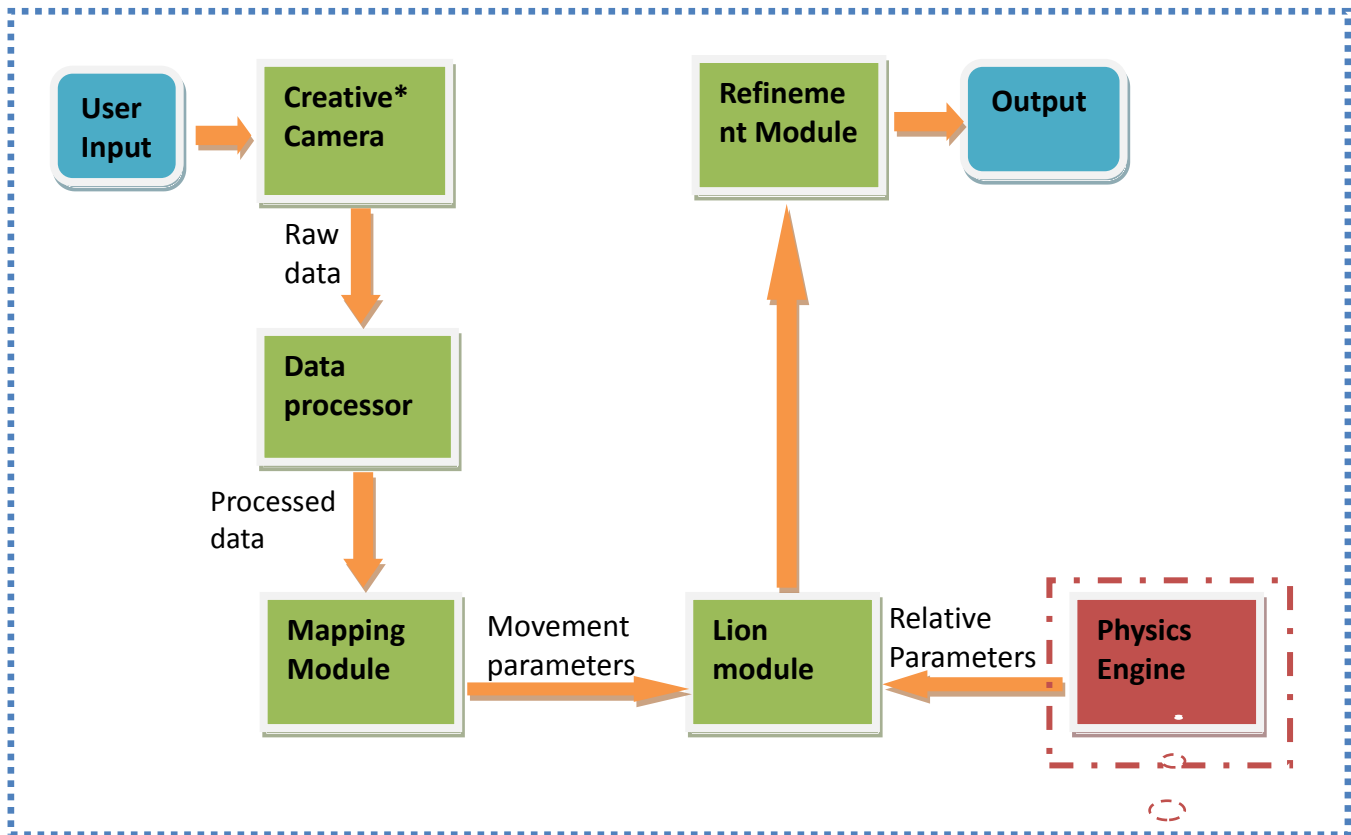 User
Input
Creative*
Camera
Refineme
nt Module
Output
Raw
data
Data
processor
Processed
data
Mapping
Module
Movement
parameters
Lion
module
Relative
Parameters
Physics
Engine